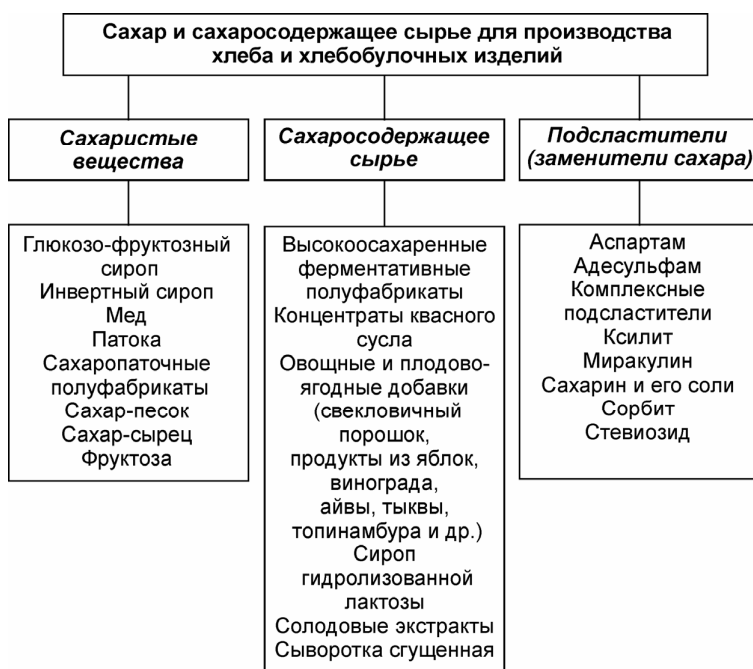 Сахар и сахаросодержащее сырье для производства
хлеба и хлебобулочных изделий
Сахаристые
вещества
Сахаросодержащее
сырье
Подсластители
(заменители сахара)
Глюкозо-фруктозный
сироп
Инвертный сироп
Мед
Патока
Сахаропаточные
полуфабрикаты
Сахар-песок
Сахар-сырец
Фруктоза
Высокоосахаренные
ферментативные
полуфабрикаты
Концентраты квасного
сусла
Овощные и плодово-
ягодные добавки
(свекловичный
порошок,
продукты из яблок,
винограда,
айвы, тыквы,
топинамбура и др.)
Сироп
гидролизованной
лактозы
Солодовые экстракты
Сыворотка сгущенная
Аспартам
Адесульфам
Комплексные
подсластители
Ксилит
Миракулин
Сахарин и его соли
Сорбит
Стевиозид